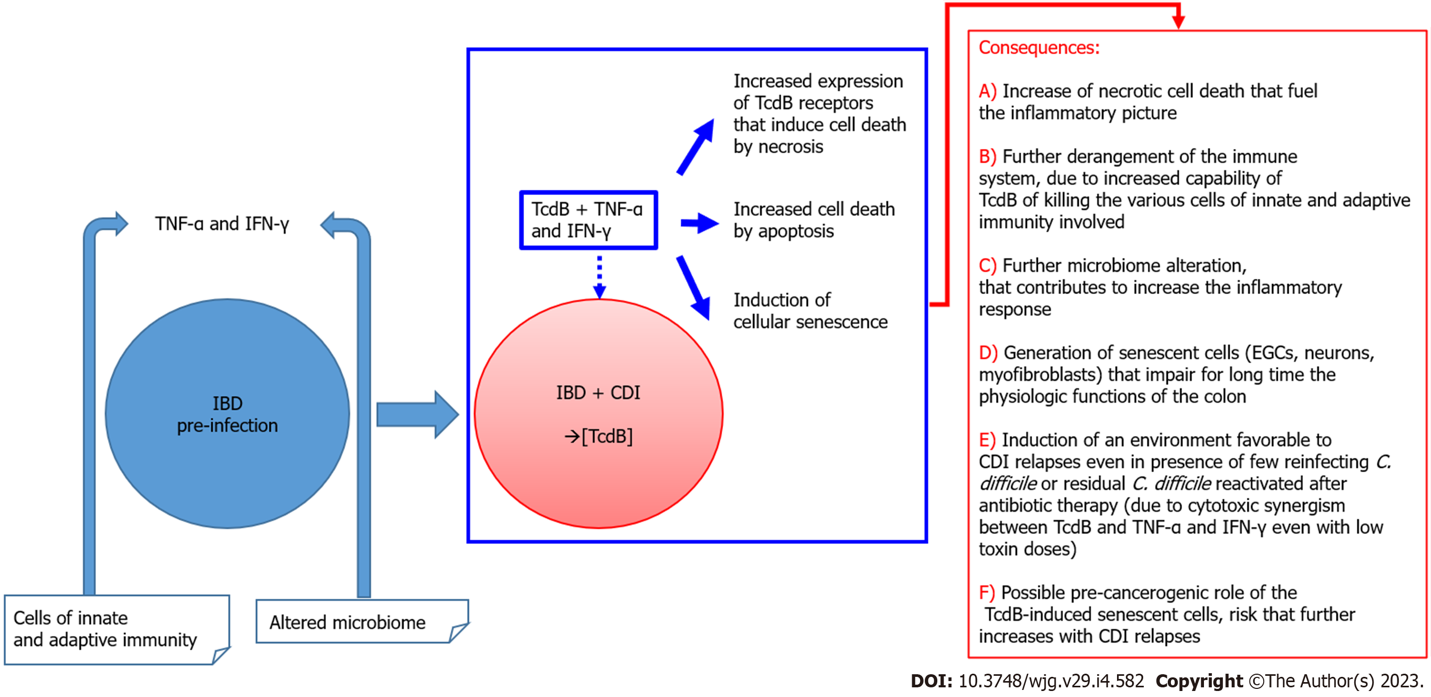 TNF-ɑ and IFN-γ
IBD
pre-infection
Cells of innate
and adaptive immunity
Altered microbiome
Increased expression
of TcdB receptors
that induce cell death
by necrosis
TcdB + TNF-ɑ
and IFN-γ
Increased cell death
by apoptosis
Induction of
cellular senescence
IBD + CDI
→[TcdB]
Consequences:
A) Increase of necrotic cell death that fuel
the inflammatory picture
B) Further derangement of the immune
system, due to increased capability of
TcdB of killing the various cells of innate and adaptive
immunity involved
C) Further microbiome alteration,
that contributes to increase the inflammatory
response
D) Generation of senescent cells (EGCs, neurons,
myofibroblasts) that impair for long time the
physiologic functions of the colon
E) Induction of an environment favorable to
CDI relapses even in presence of few reinfecting C.
difficile or residual C. difficile reactivated after
antibiotic therapy (due to cytotoxic synergism
between TcdB and TNF-ɑ and IFN-γ even with low
toxin doses)
F) Possible pre-cancerogenic role of the
TcdB-induced senescent cells, risk that further
increases with CDI relapses
DOI: 10.3748/wjg.v29.i4.582 Copyright ©The Author(s) 2023.